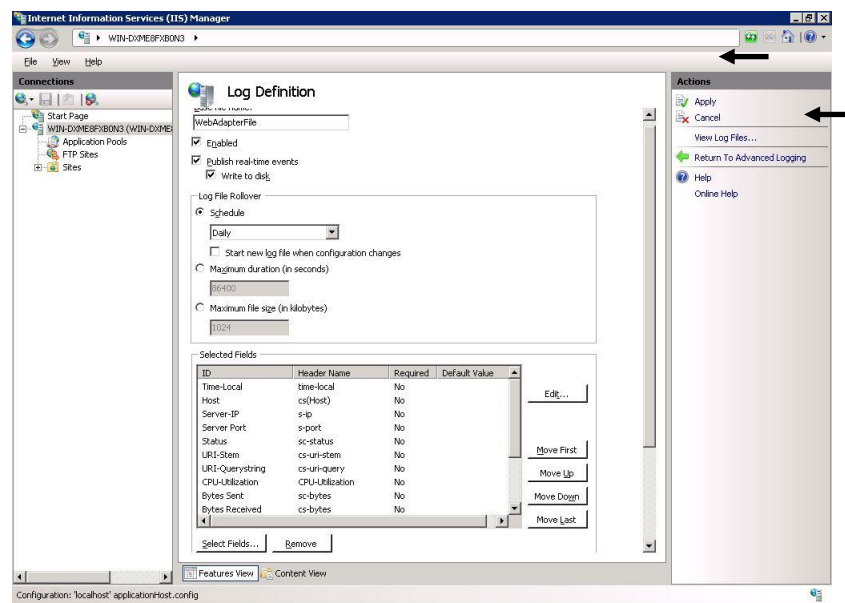 Internet Information Services (IIS) Manager
WIN-DXME8FXB0N3
File View Help
Connections
Start Page
WIN-DXME8FXB0N3 (WIN-DXME
Application Pools
FTP Sites
Sites
Log Definition
Base file name:
WebAdapterFile
Enabled
Publish real-time events
Write to disk
Log File Rollover
Schedule
Daily
Start new log file when configuration changes
Maximum duration (in seconds)
86400
Maximum file size (in kilobytes)
1024
Selected Fields
ID Header Name Required Default Value
Time-Local time-local No
Host cs(Host) No
Server-IP s-ip No
Server Port s-port No
Status sc-status No
URI-Stem cs-uri-stem No
URI-Querystring cs-uri-query No
CPU-Utilization CPU-Utilization No
Bytes Sent sc-bytes No
Bytes Received cs-bytes No
Edit...
Move First
Move Up
Move Down
Move Last
Select Fields... Remove
Features View Content View
Actions
Apply
Cancel
View Log Files...
Return To Advanced Logging
Help
Online Help
Configuration: 'localhost' applicationHost.config